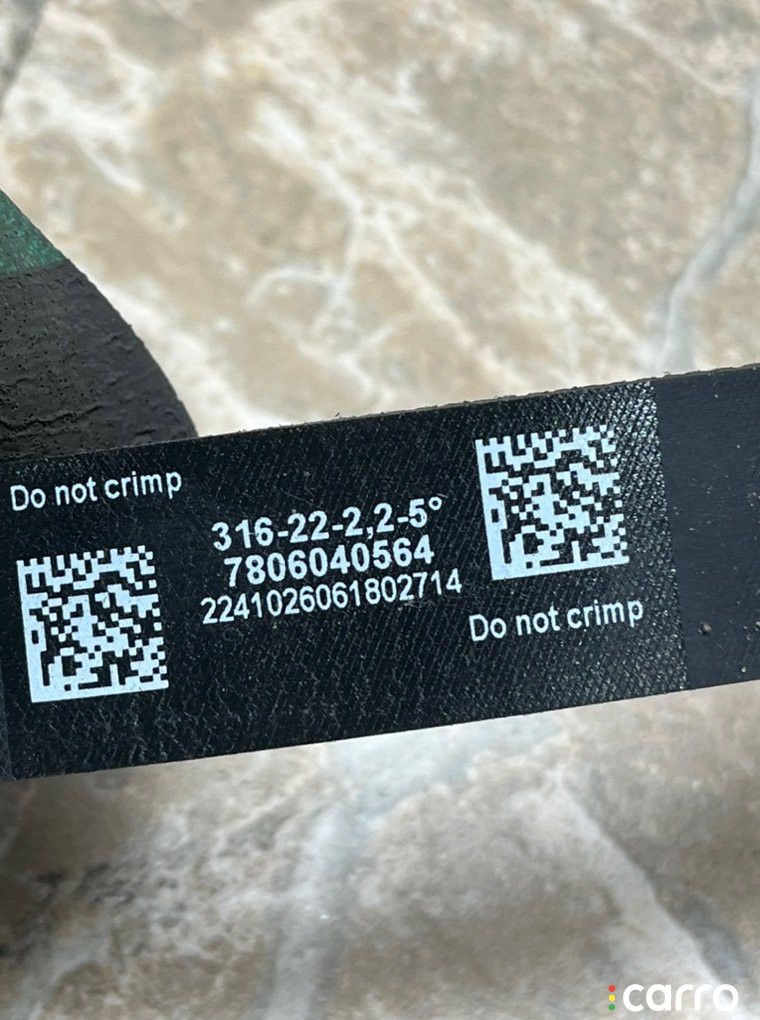 Do not crimp
316-22-2,2-5°
7806040564
2241026061802714
Do not crimp
carro